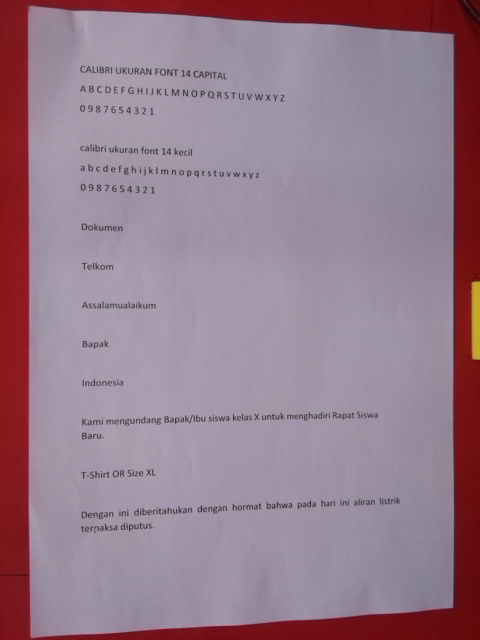 CALIBRI UKURAN FONT 14 CAPITAL
A B C D E F G H I J K L M N O P Q R S T U V W X Y Z
0 9 8 7 6 5 4 3 2 1
calibri ukuran font 14 kecil
a b c d e f g h i j k l m n o p q r s t u v w x y z
0 9 8 7 6 5 4 3 2 1
Dokumen
Telkom
Assalamualaikum
Bapak
Indonesia
Kami mengundang Bapak/Ibu siswa kelas X untuk menghadiri Rapat Siswa
Baru.
T-Shirt OR Size XL
Dengan ini diberitahukan dengan hormat bahwa pada hari ini aliran listrik
terpaksa diputus.